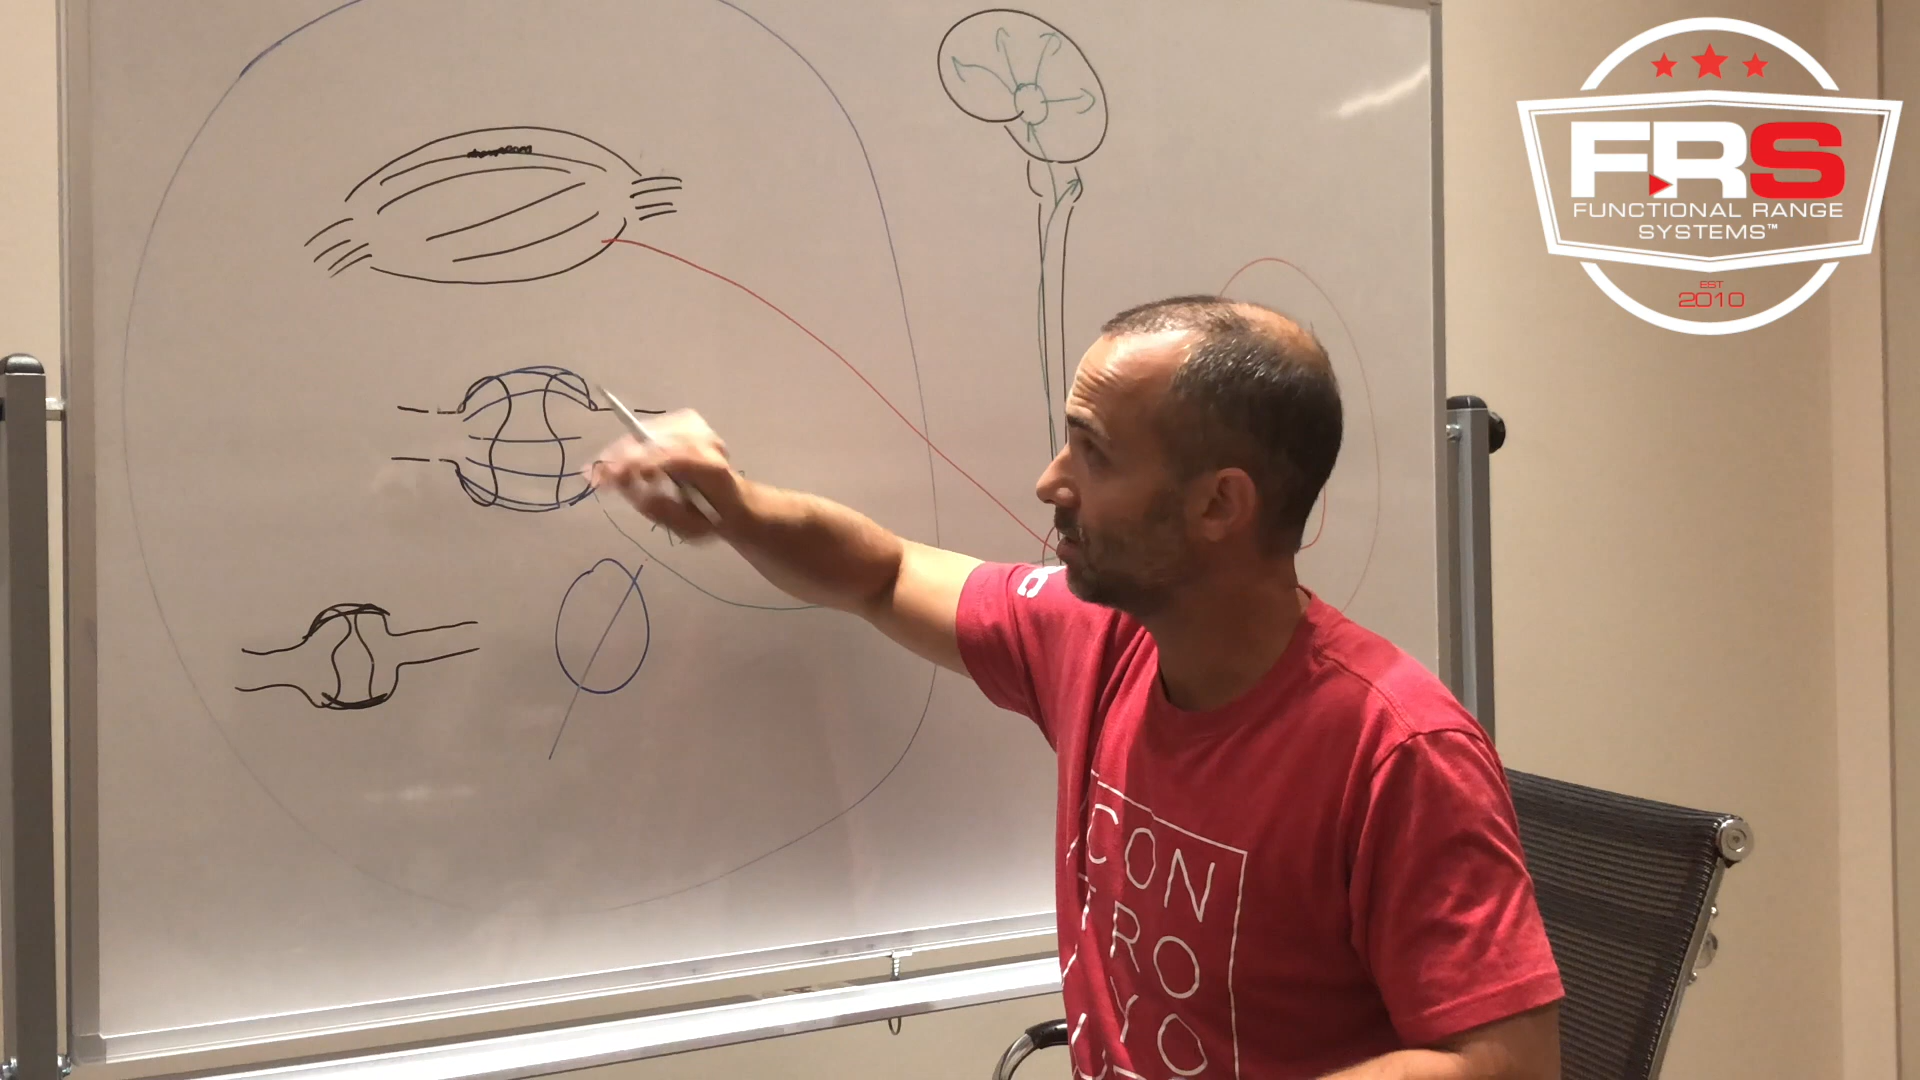 FRS
FUNCTIONAL RANGE
SYSTEMS™
EST
2010
CON
TRO
YO